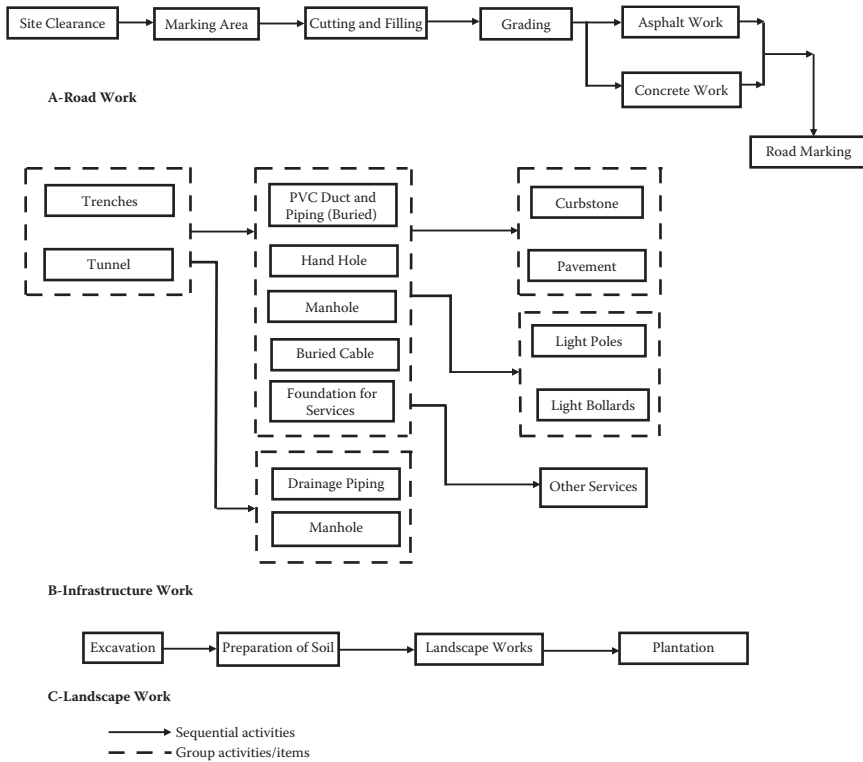 Site Clearance
Marking Area
Cutting and Filling
Grading
Asphalt Work
Concrete Work
A-Road Work
Road Marking
Trenches
Tunnel
PVC Duct and
Piping (Buried)
Hand Hole
Manhole
Buried Cable
Foundation for
Services
Drainage Piping
Manhole
Curbstone
Pavement
Light Poles
Light Bollards
Other Services
B-Infrastructure Work
Excavation
Preparation of Soil
Landscape Works
Plantation
C-Landscape Work
Sequential activities
Group activities/items